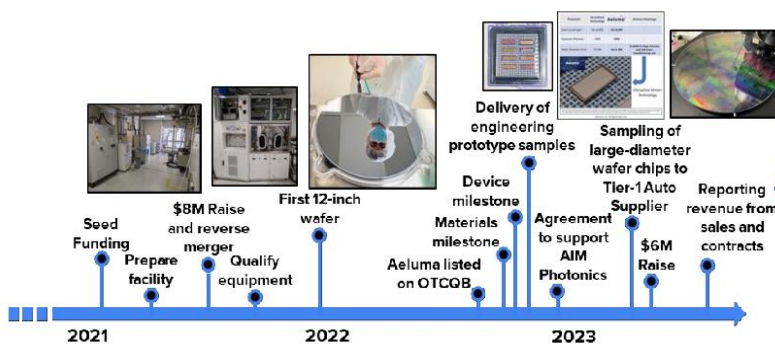 Aeluma
Delivery of
engineering
prototype samples
Sampling of
large-diameter
wafer chips to
Tier-1 Auto
Supplier
Reporting
revenue from
sales and
contracts
First 12-inch
wafer
Device
milestone
$8M Raise
and reverse
merger
Seed
Funding
Materials
milestone
Agreement
to support
AIM
Photonics
$6M
Raise
Prepare
facility
Qualify
equipment
Aeluma listed
on OTCQB
2021
2022
2023